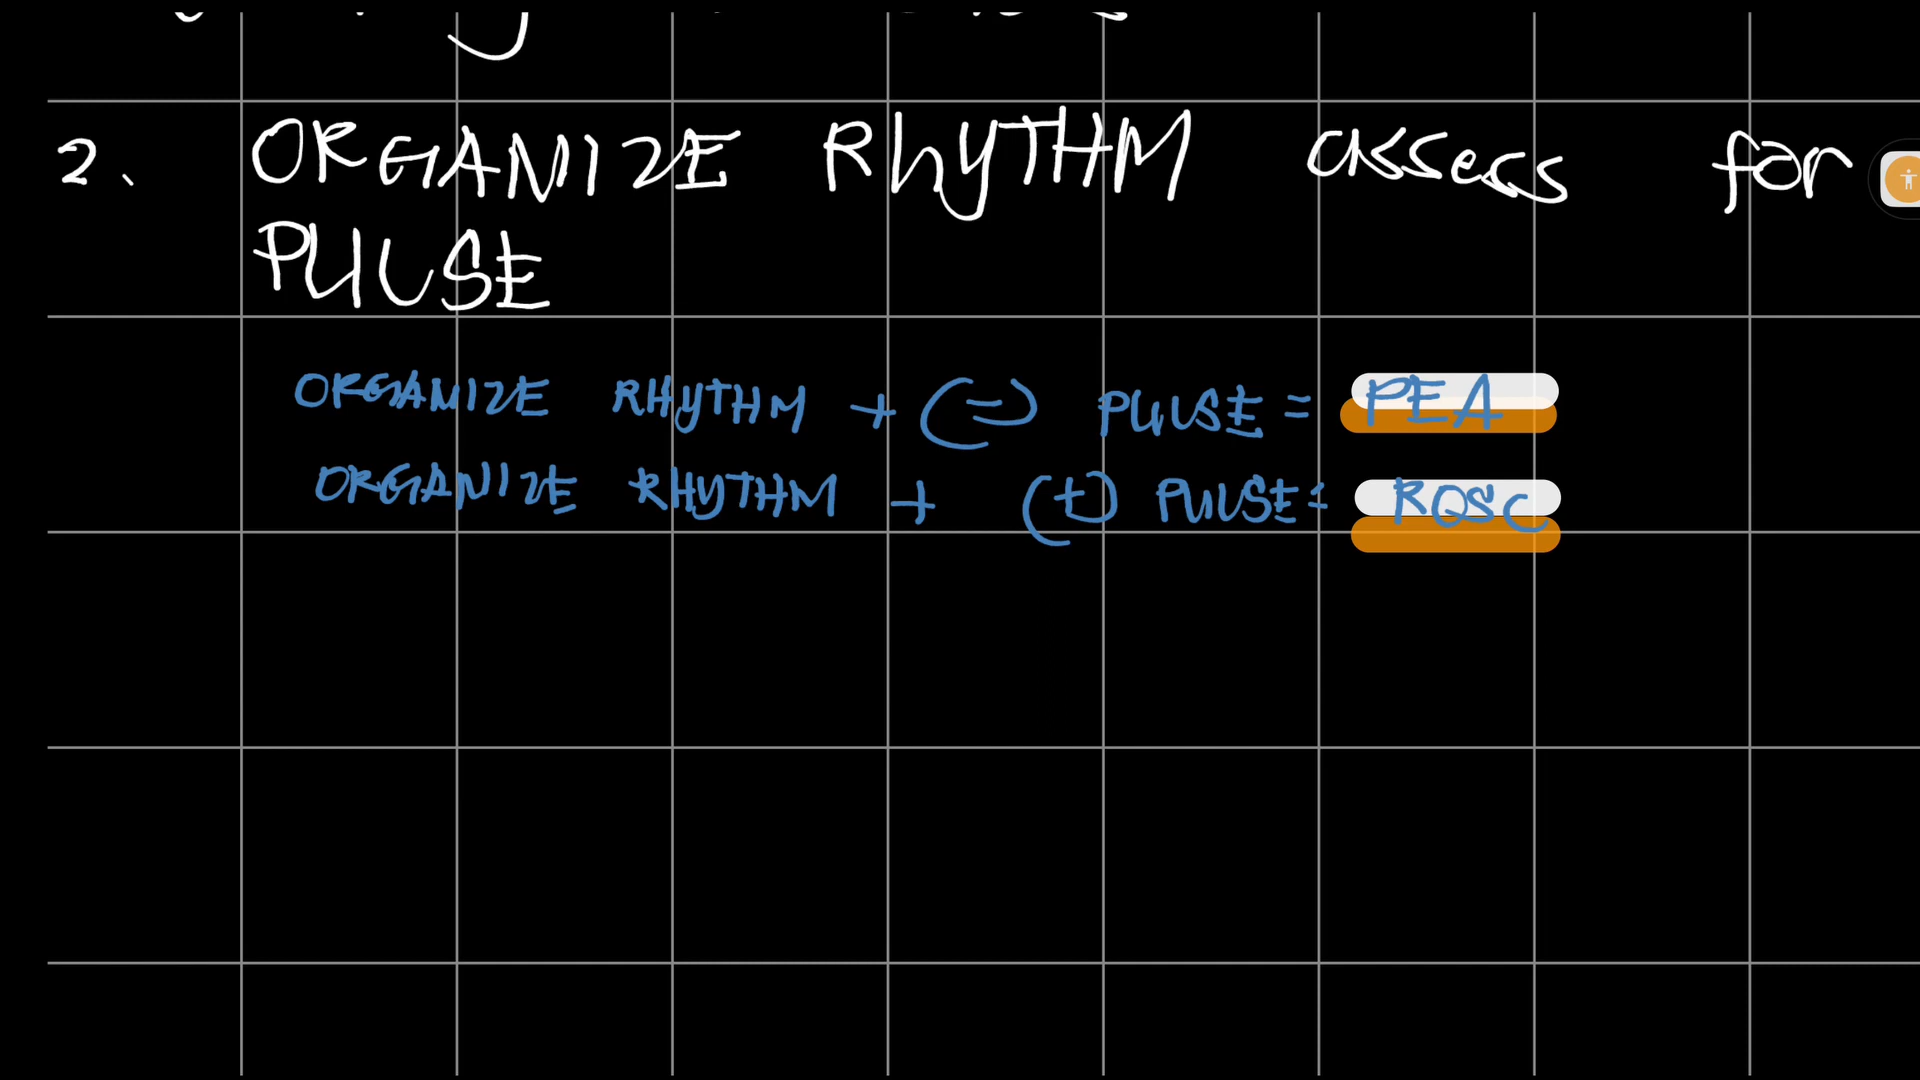 2. ORGANIZE RHYTHM assess for
PULSE
ORGANIZE RHYTHM + (-) PULSE = PEA
ORGANIZE RHYTHM + (+) PULSE = ROSC